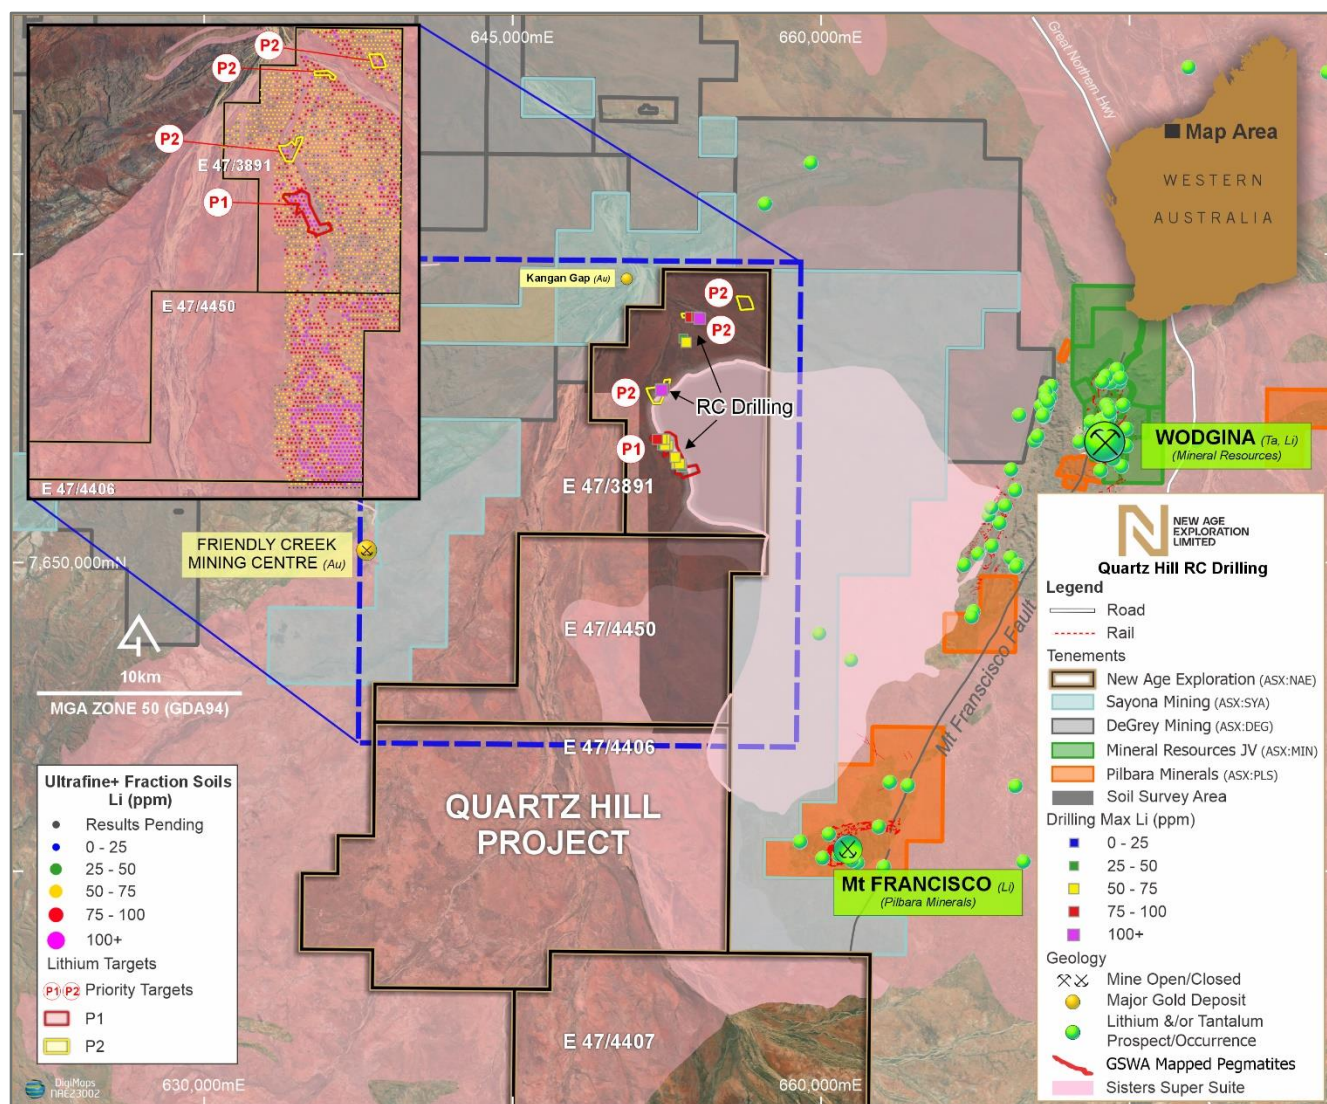 645,000mE
660,000mE
Great Northern Hwy
Map Area
WESTERN
AUSTRALIA
P2
P2
P2
E 47/3891
P1
E 47/4450
E 47/4406
Kangan Gap (Au)
P2
P2
P2
RC Drilling
P1
E 47/3891
WODGINA (Ta, Li)
(Mineral Resources)
FRIENDLY CREEK
MINING CENTRE (Au)
7,650,000mN
E 47/4450
10km
MGA ZONE 50 (GDA94)
Mt Franscisco Fault
E 47/4406
QUARTZ HILL
PROJECT
Mt FRANCISCO (Li)
(Pilbara Minerals)
E 47/4407
630,000mE
660,000mE
Ultrafine+ Fraction Soils
Li (ppm)
Results Pending
0 - 25
25 - 50
50 - 75
75 - 100
100+
Lithium Targets
P1 P2 Priority Targets
P1
P2
DigiMaps
NAE23002
N NEW AGE
EXPLORATION
LIMITED
Quartz Hill RC Drilling
Legend
Road
Rail
Tenements
New Age Exploration (ASX:NAE)
Sayona Mining (ASX:SYA)
DeGrey Mining (ASX:DEG)
Mineral Resources JV (ASX:MIN)
Pilbara Minerals (ASX:PLS)
Soil Survey Area
Drilling Max Li (ppm)
0 - 25
25 - 50
50 - 75
75 - 100
100+
Geology
Mine Open/Closed
Major Gold Deposit
Lithium &/or Tantalum
Prospect/Occurrence
GSWA Mapped Pegmatites
Sisters Super Suite